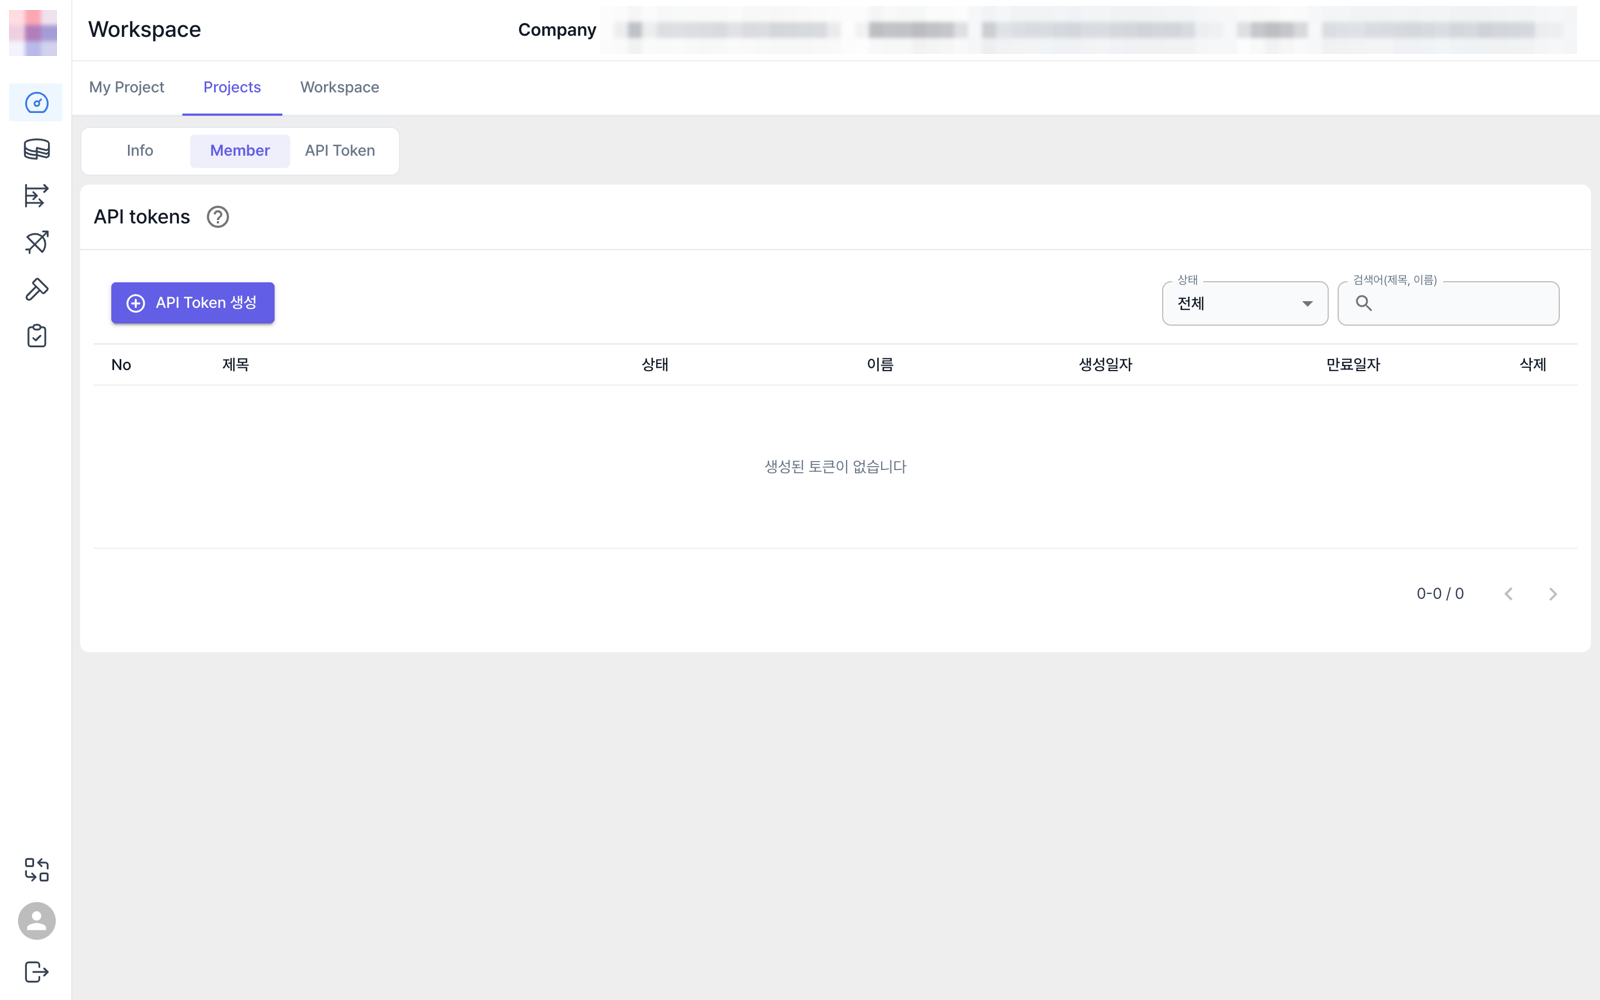 Workspace
Company
My Project Projects Workspace
Info Member API Token
API tokens
API Token 생성
상태
전체
검색어(제목, 이름)
No 제목 상태 이름 생성일자 만료일자 삭제
생성된 토큰이 없습니다
0-0 / 0